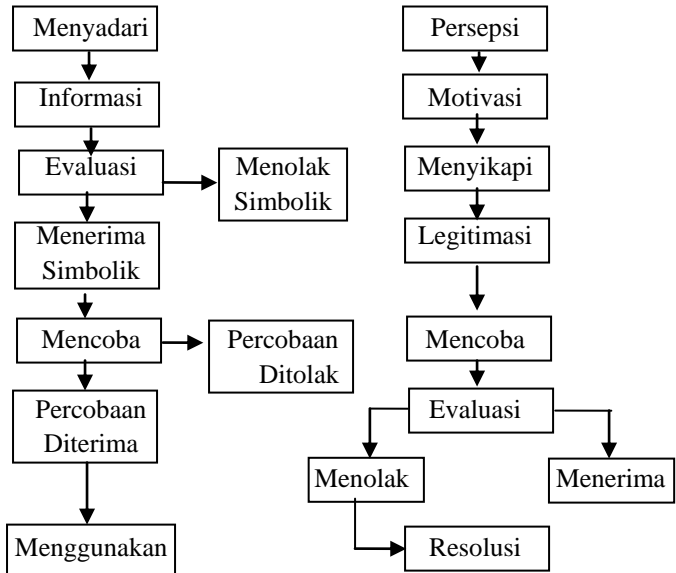 Menyadari
Informasi
Evaluasi
Menolak
Simbolik
Menerima
Simbolik
Mencoba
Percobaan
Ditolak
Percobaan
Diterima
Menggunakan
Persepsi
Motivasi
Menyikapi
Legitimasi
Mencoba
Evaluasi
Menolak
Menerima
Resolusi